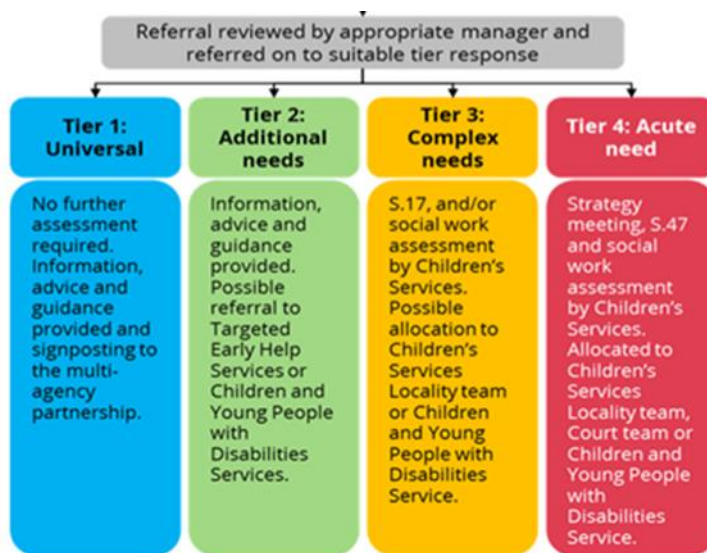 Referral reviewed by appropriate manager and
referred on to suitable tier response
Tier 1:
Universal
No further
assessment
required.
Information,
advice and
guidance
provided and
signposting to
the multi-
agency
partnership.
Tier 2:
Additional
needs
Information,
advice and
guidance
provided.
Possible
referral to
Targeted
Early Help
Services or
Children and
Young People
with
Disabilities
Services.
Tier 3:
Complex
needs
S.17, and/or
social work
assessment
by Children’s
Services.
Possible
allocation to
Children’s
Services
Locality team
or Children
and Young
People with
Disabilities
Service.
Tier 4: Acute
need
Strategy
meeting, S.47
and social
work
assessment
by Children’s
Services.
Allocated to
Children’s
Services
Locality team,
Court team or
Children and
Young People
with
Disabilities
Service.